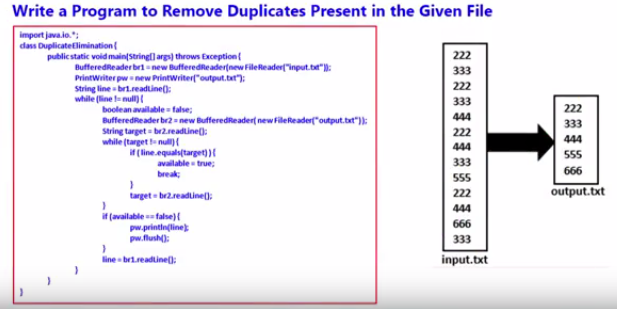 Write a Program to Remove Duplicates Present in the Given File
import java.io.*;
class DuplicateElimination {
public static void main(String[] args) throws Exception {
BufferedReader br1 = new BufferedReader(new FileReader("input.txt"));
PrintWriter pw = new PrintWriter("output.txt");
String line = br1.readLine();
while (line != null) {
boolean available = false;
BufferedReader br2 = new BufferedReader( new FileReader("output.txt"));
String target = br2.readLine();
while (target != null) {
if ( line.equals(target) ) {
available = true;
break;
}
target = br2.readLine();
}
if (available == false) {
pw.println(line);
pw.flush();
}
line = br1.readLine();
}
}
}
222
333
222
333
444
222
444
333
555
222
444
666
333
input.txt
222
333
444
555
666
output.txt